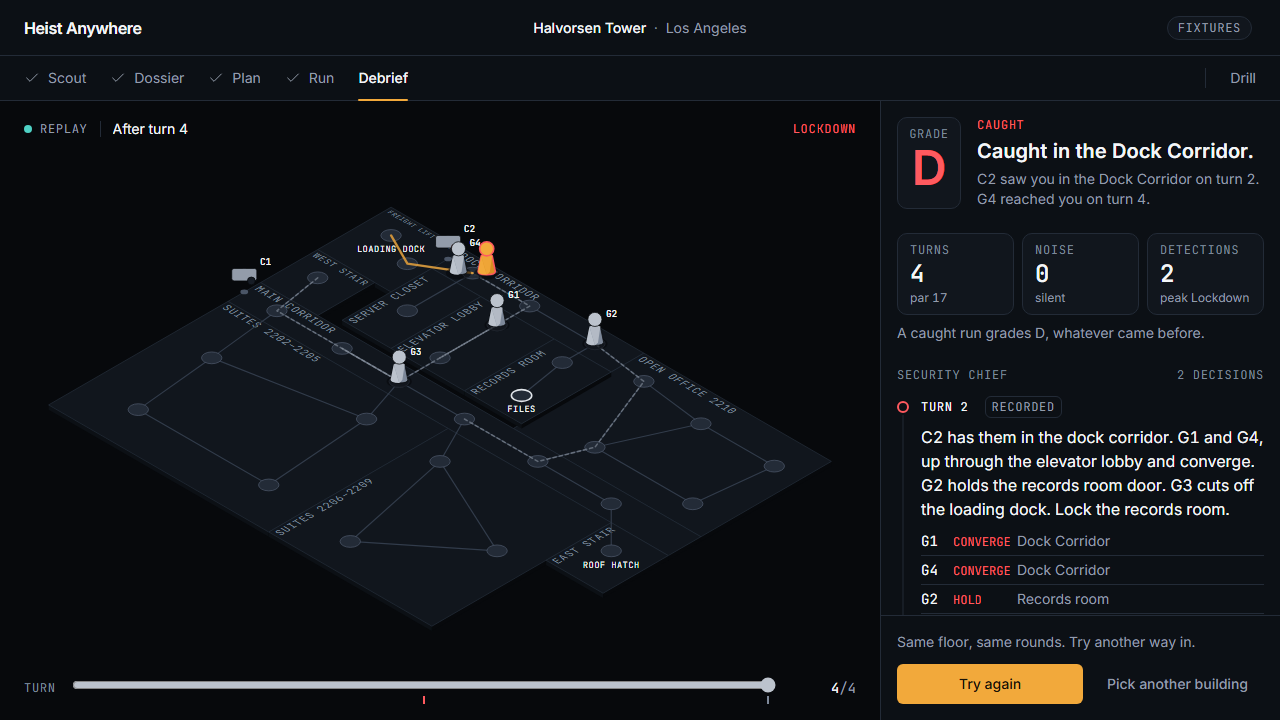 Heist Anywhere
Halvorsen Tower · Los Angeles
FIXTURES
Scout
Dossier
Plan
Run
Debrief
Drill
REPLAY
After turn 4
LOCKDOWN
FREIGHT LIFT
LOADING DOCK
C2
G4
CORRIDOR
C1
WEST STAIR
MAIN CORRIDOR
SERVER CLOSET
ELEVATOR LOBBY
G1
G2
SUITES 2202-2205
G3
RECORDS ROOM
OPEN OFFICE 2210
FILES
SUITES 2206-2209
EAST STAIR
ROOF HATCH
TURN
4/4
GRADE
D
CAUGHT
Caught in the Dock Corridor.
C2 saw you in the Dock Corridor on turn 2.
G4 reached you on turn 4.
TURNS
4
par 17
NOISE
0
silent
DETECTIONS
2
peak Lockdown
A caught run grades D, whatever came before.
SECURITY CHIEF
2 DECISIONS
TURN 2
RECORDED
C2 has them in the dock corridor. G1 and G4,
up through the elevator lobby and converge.
G2 holds the records room door. G3 cuts off
the loading dock. Lock the records room.
G1 CONVERGE Dock Corridor
G4 CONVERGE Dock Corridor
G2 HOLD Records room
Same floor, same rounds. Try another way in.
Try again
Pick another building